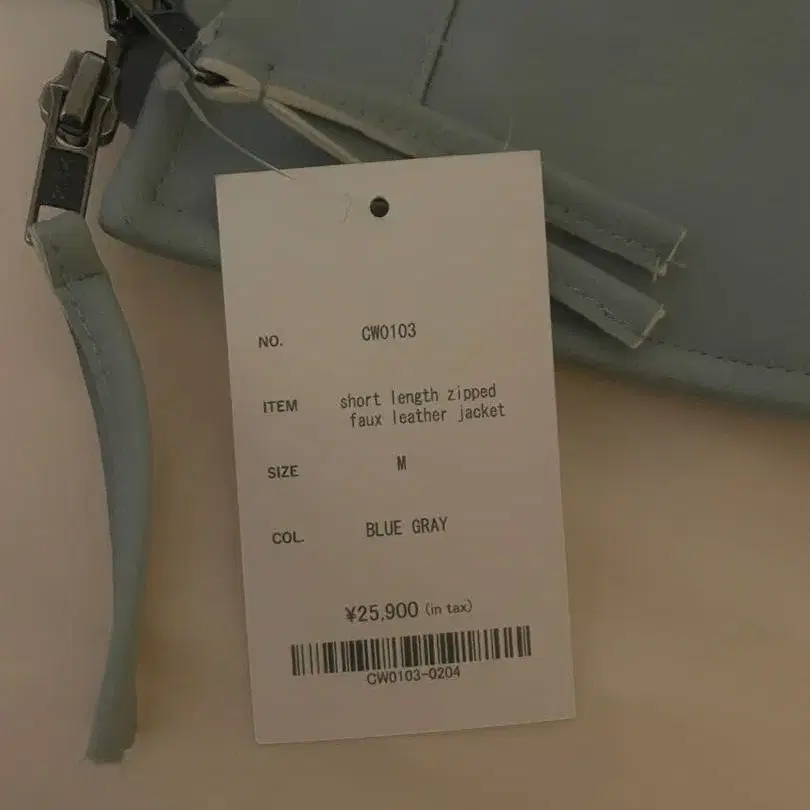 NO. CW0103
ITEM short length zipped
faux leather jacket
SIZE M
COL. BLUE GRAY
¥25,900 (in tax)
CW0103-0204